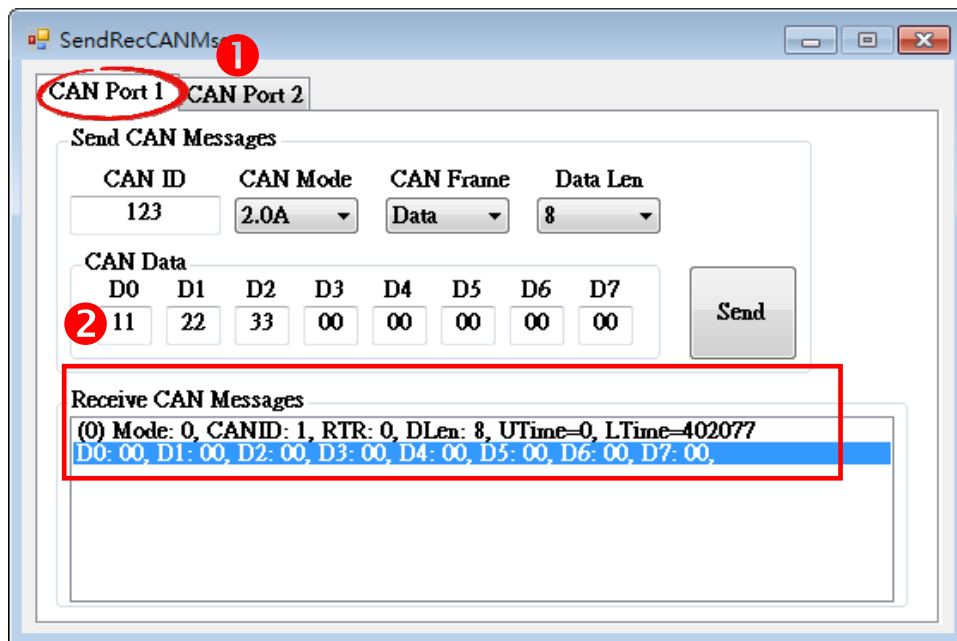 SendRecCANMs
1
CAN Port 1 CAN Port 2
Send CAN Messages
CAN ID CAN Mode CAN Frame Data Len
123 2.0A Data 8
CAN Data
D0 D1 D2 D3 D4 D5 D6 D7
2 11 22 33 00 00 00 00 00
Send
Receive CAN Messages
(0) Mode: 0, CANID: 1, RTR: 0, DLen: 8, UTime=0, LTime=402077
D0: 00, D1: 00, D2: 00, D3: 00, D4: 00, D5: 00, D6: 00, D7: 00,